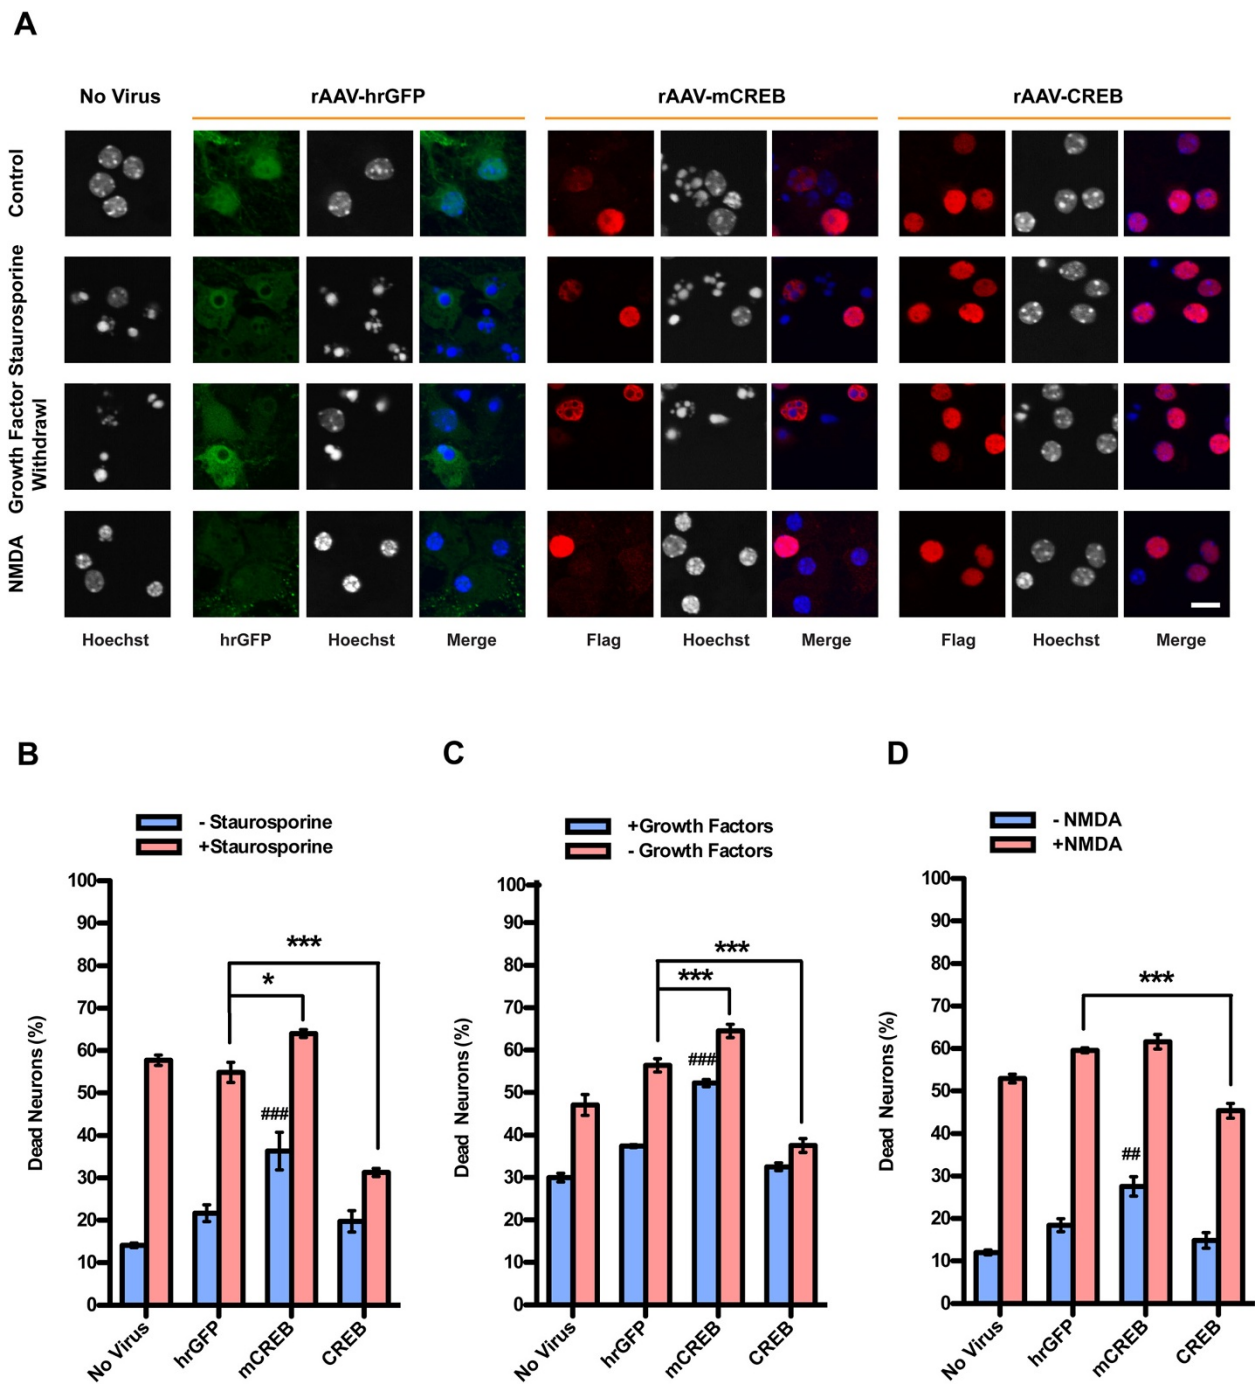 A
No Virus
rAAV-hrGFP
rAAV-mCREB
rAAV-CREB
Control
Staurosporine
Growth Factor
Withdrawl
NMDA
Hoechst
hrGFP
Hoechst
Merge
Flag
Hoechst
Merge
Flag
Hoechst
Merge
B
- Staurosporine
+Staurosporine
Dead Neurons (%)
100
90
80
70
60
50
40
30
20
10
0
***
*
###
No Virus
hrGFP
mCREB
CREB
C
+Growth Factors
- Growth Factors
Dead Neurons (%)
100
90
80
70
60
50
40
30
20
10
0
***
***
###
No Virus
hrGFP
mCREB
CREB
D
- NMDA
+NMDA
Dead Neurons (%)
100
90
80
70
60
50
40
30
20
10
0
***
##
No Virus
hrGFP
mCREB
CREB